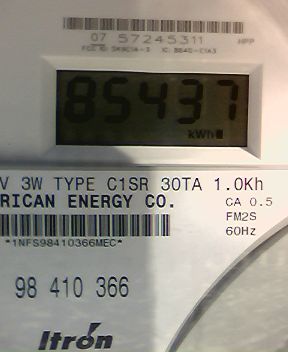 07 57245311
85437
kWh
V 3W TYPE C1SR 30TA 1.0Kh
RICAN ENERGY CO.
CA 0.5
FM2S
60Hz
*1NFS98410366MEC*
98 410 366
Itrón